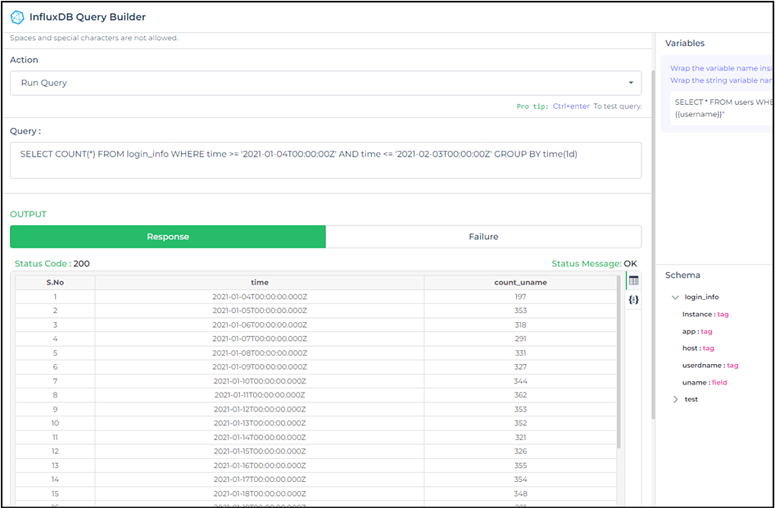 InfluxDB Query Builder
Spaces and special characters are not allowed.
Action
Run Query
Pro tip: Ctrl+enter To test query.
Query :
SELECT COUNT(*) FROM login_info WHERE time >= '2021-01-04T00:00:00Z' AND time <= '2021-02-03T00:00:00Z' GROUP BY time(1d)
OUTPUT
Response Failure
Status Code : 200 Status Message: OK
S.No time count_uname
1 2021-01-04T00:00:00.000Z 197
2 2021-01-05T00:00:00.000Z 353
3 2021-01-06T00:00:00.000Z 318
4 2021-01-07T00:00:00.000Z 291
5 2021-01-08T00:00:00.000Z 331
6 2021-01-09T00:00:00.000Z 327
7 2021-01-10T00:00:00.000Z 344
8 2021-01-11T00:00:00.000Z 362
9 2021-01-12T00:00:00.000Z 353
10 2021-01-13T00:00:00.000Z 352
11 2021-01-14T00:00:00.000Z 321
12 2021-01-15T00:00:00.000Z 326
13 2021-01-16T00:00:00.000Z 355
14 2021-01-17T00:00:00.000Z 354
15 2021-01-18T00:00:00.000Z 348
Variables
Wrap the variable name insi
Wrap the string variable nam
SELECT * FROM users WHE
{{username}}"
Schema
login_info
Instance : tag
app : tag
host : tag
userdname : tag
uname : field
test